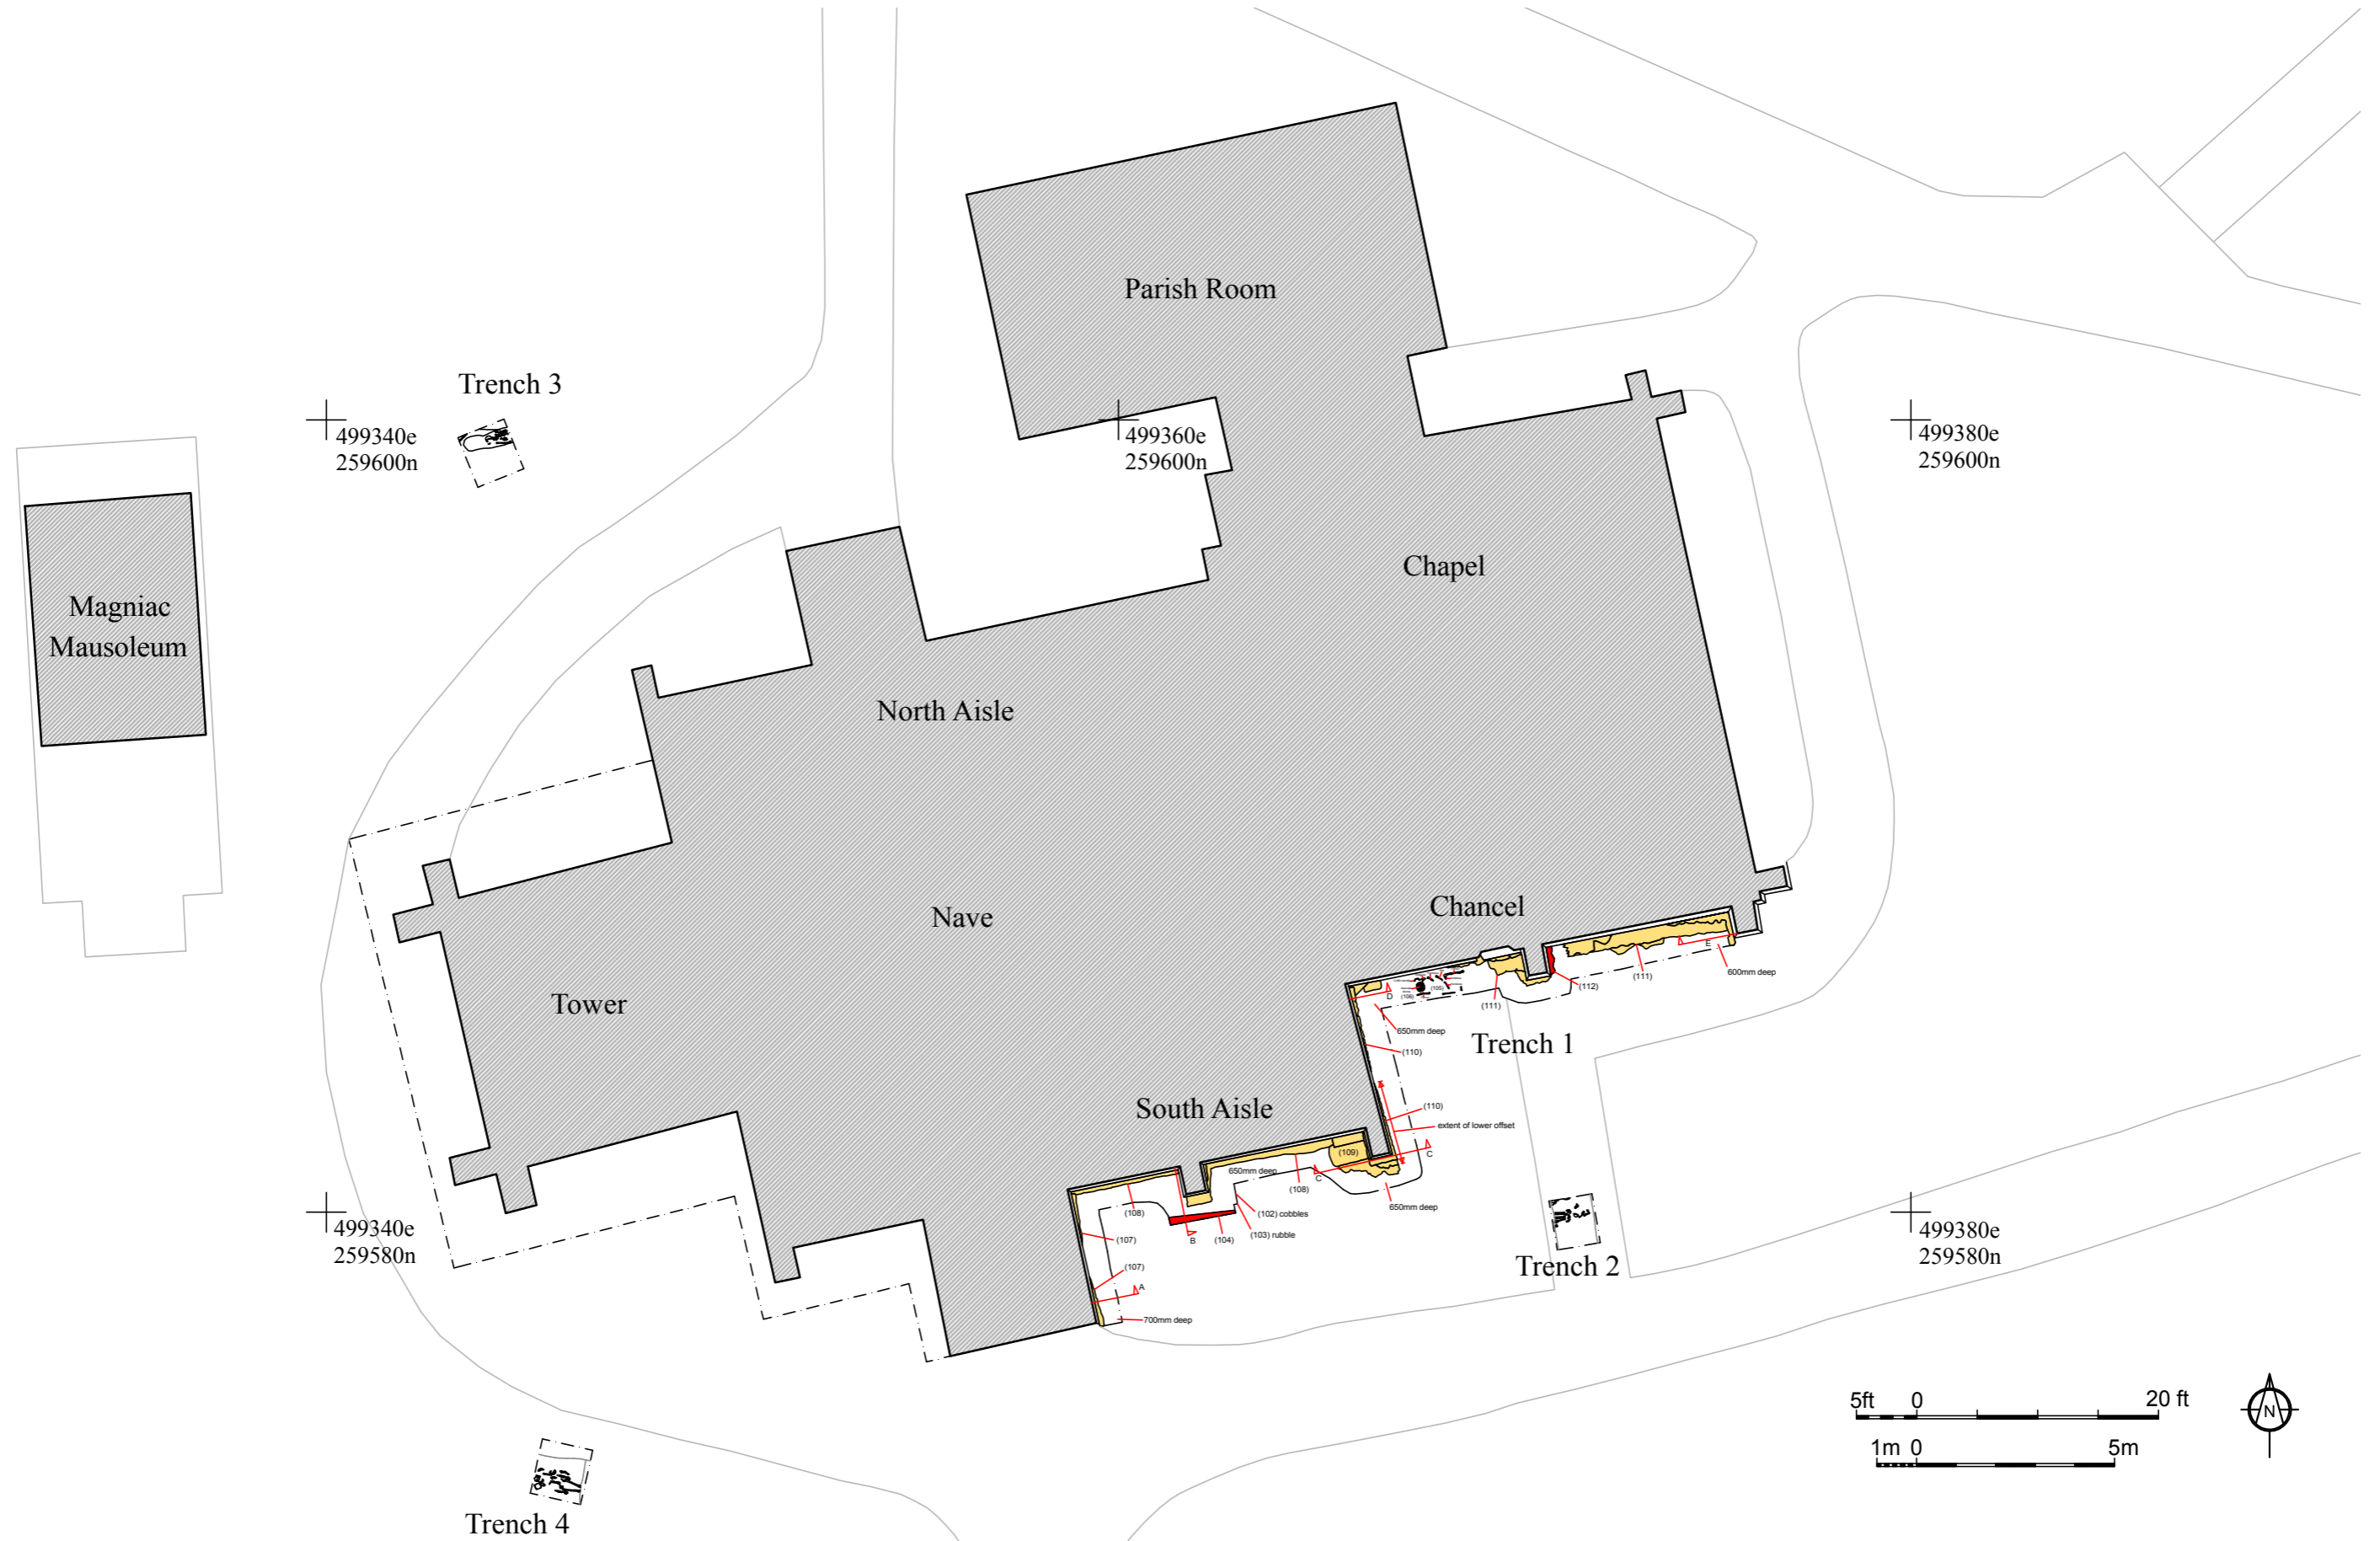 Parish Room
Trench 3
499340e
259600n
499360e
259600n
499380e
259600n
Chapel
Magniac
Mausoleum
North Aisle
Chancel
Nave
Tower
E
600mm deep
(111)
(112)
(111)
D
(105)
(106)
650mm deep
Trench 1
(110)
South Aisle
(110)
extent of lower offset
(109)
C
C
650mm deep
(108)
650mm deep
(108)
(102) cobbles
(103) rubble
(104)
B
(107)
(107)
A
700mm deep
499340e
259580n
499380e
259580n
Trench 2
5ft 0 20 ft
1m 0 5m
N
Trench 4